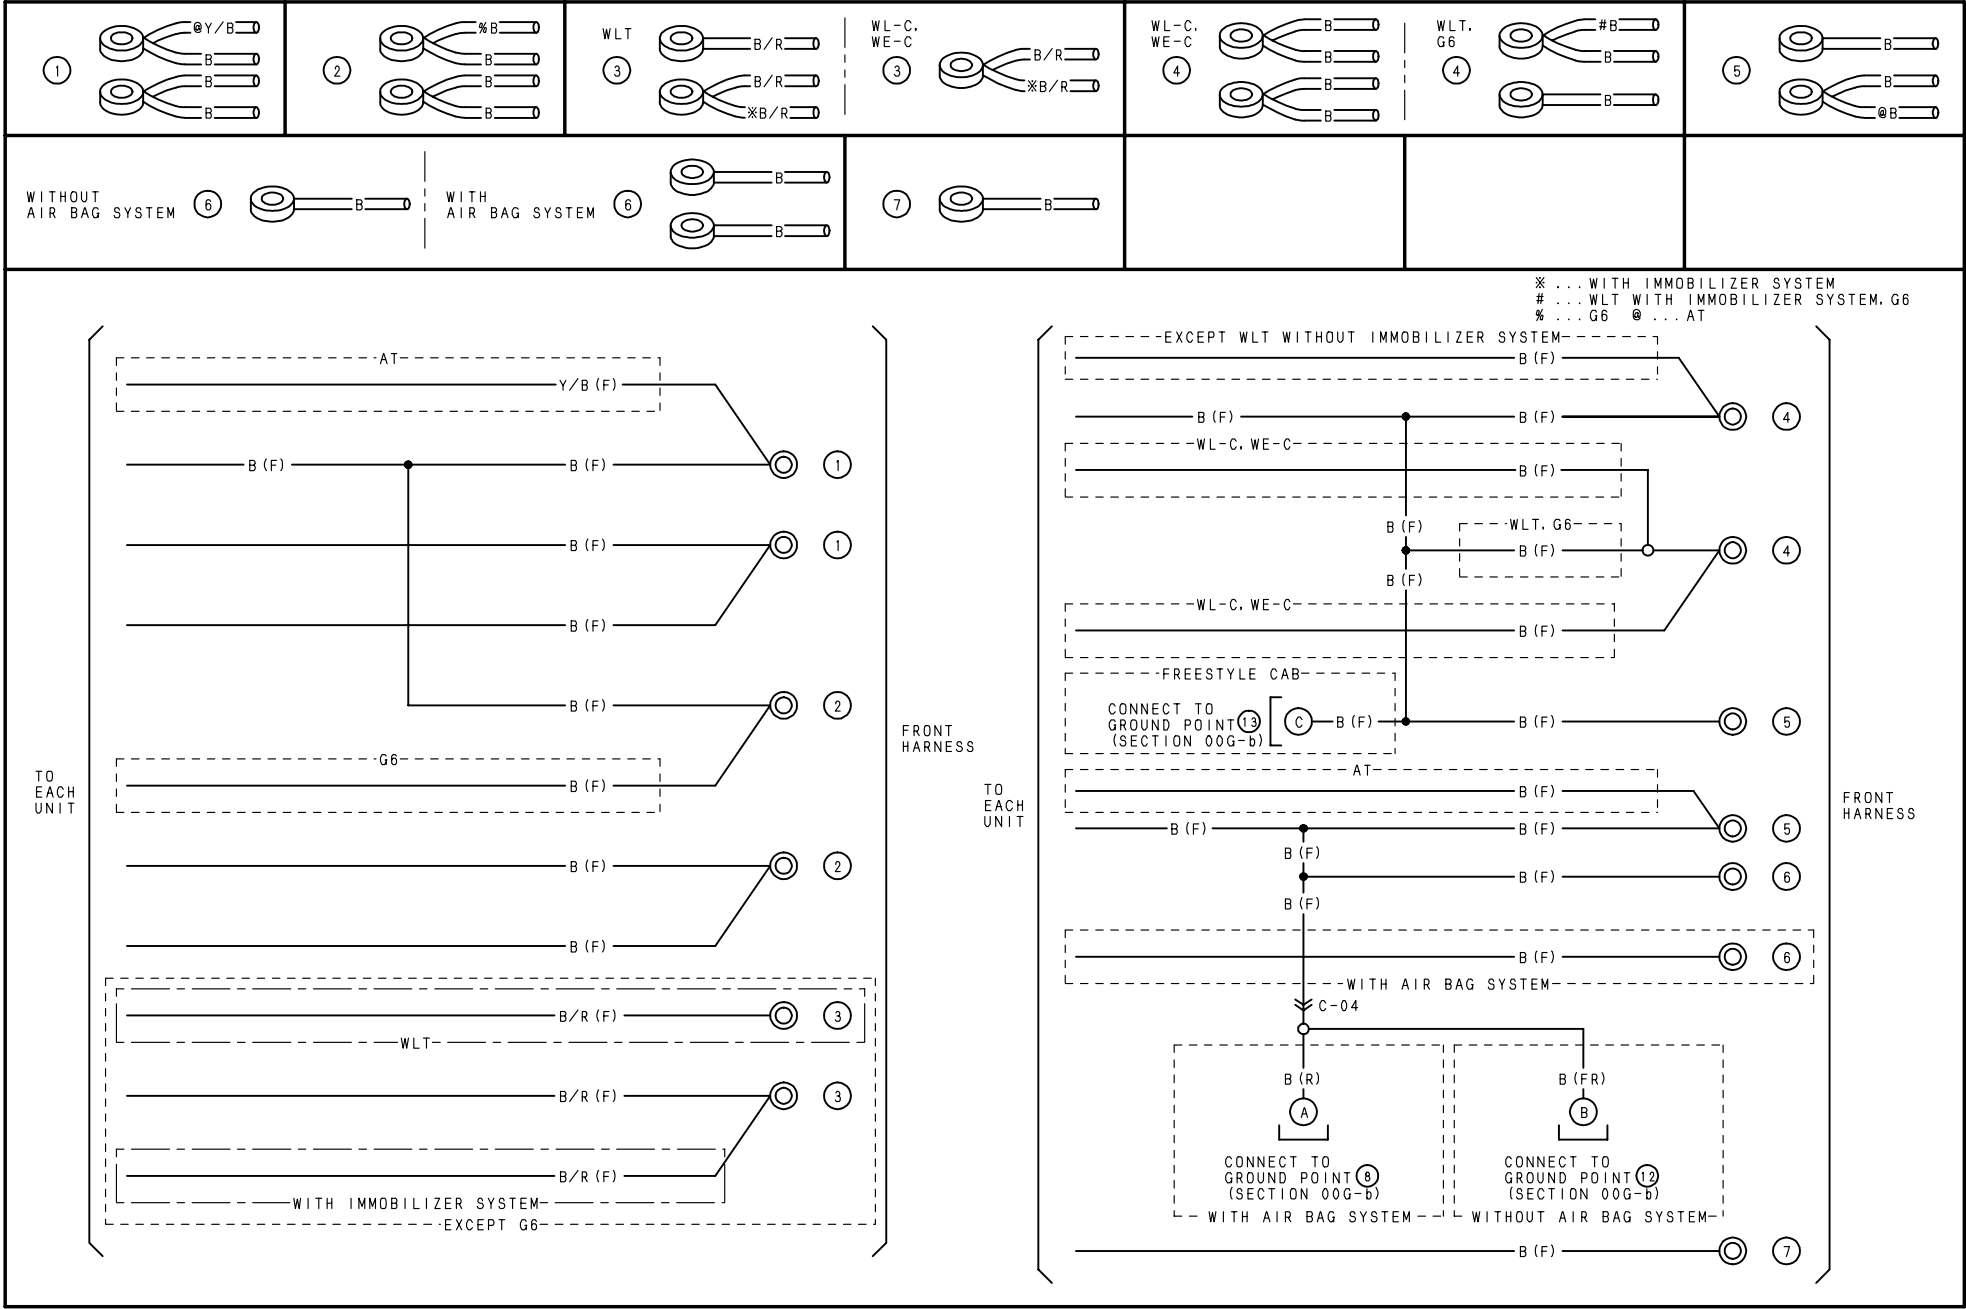 1
@Y/B
B
B
B
2
%B
B
B
B
WLT
3
B/R
B/R
※B/R
WL-C,
WE-C
3
B/R
※B/R
WL-C,
WE-C
4
B
B
B
B
WLT,
G6
4
#B
B
B
5
B
B
@B
WITHOUT
AIR BAG SYSTEM
6
B
WITH
AIR BAG SYSTEM
6
B
B
7
B
※ ...WITH IMMOBILIZER SYSTEM
# ...WLT WITH IMMOBILIZER SYSTEM,G6
% ...G6 @ ...AT
TO
EACH
UNIT
AT
Y/B(F)
B(F) B(F) 1
B(F) 1
B(F)
B(F) 2
G6
B(F)
B(F) 2
B(F)
B/R(F) 3
WLT
B/R(F) 3
B/R(F)
WITH IMMOBILIZER SYSTEM
EXCEPT G6
FRONT
HARNESS
TO
EACH
UNIT
EXCEPT WLT WITHOUT IMMOBILIZER SYSTEM
B(F)
B(F) B(F) 4
WL-C,WE-C
B(F)
B(F)
WLT,G6
B(F) 4
B(F)
WL-C,WE-C
B(F)
FREESTYLE CAB
CONNECT TO
GROUND POINT 13
(SECTION 00G-b)
C B(F) B(F) 5
AT
B(F)
B(F) B(F) 5
B(F)
B(F) 6
B(F)
B(F) 6
WITH AIR BAG SYSTEM
C-04
B(R)
A
CONNECT TO
GROUND POINT 8
(SECTION 00G-b)
WITH AIR BAG SYSTEM
B(FR)
B
CONNECT TO
GROUND POINT 12
(SECTION 00G-b)
WITHOUT AIR BAG SYSTEM
B(F) 7
FRONT
HARNESS